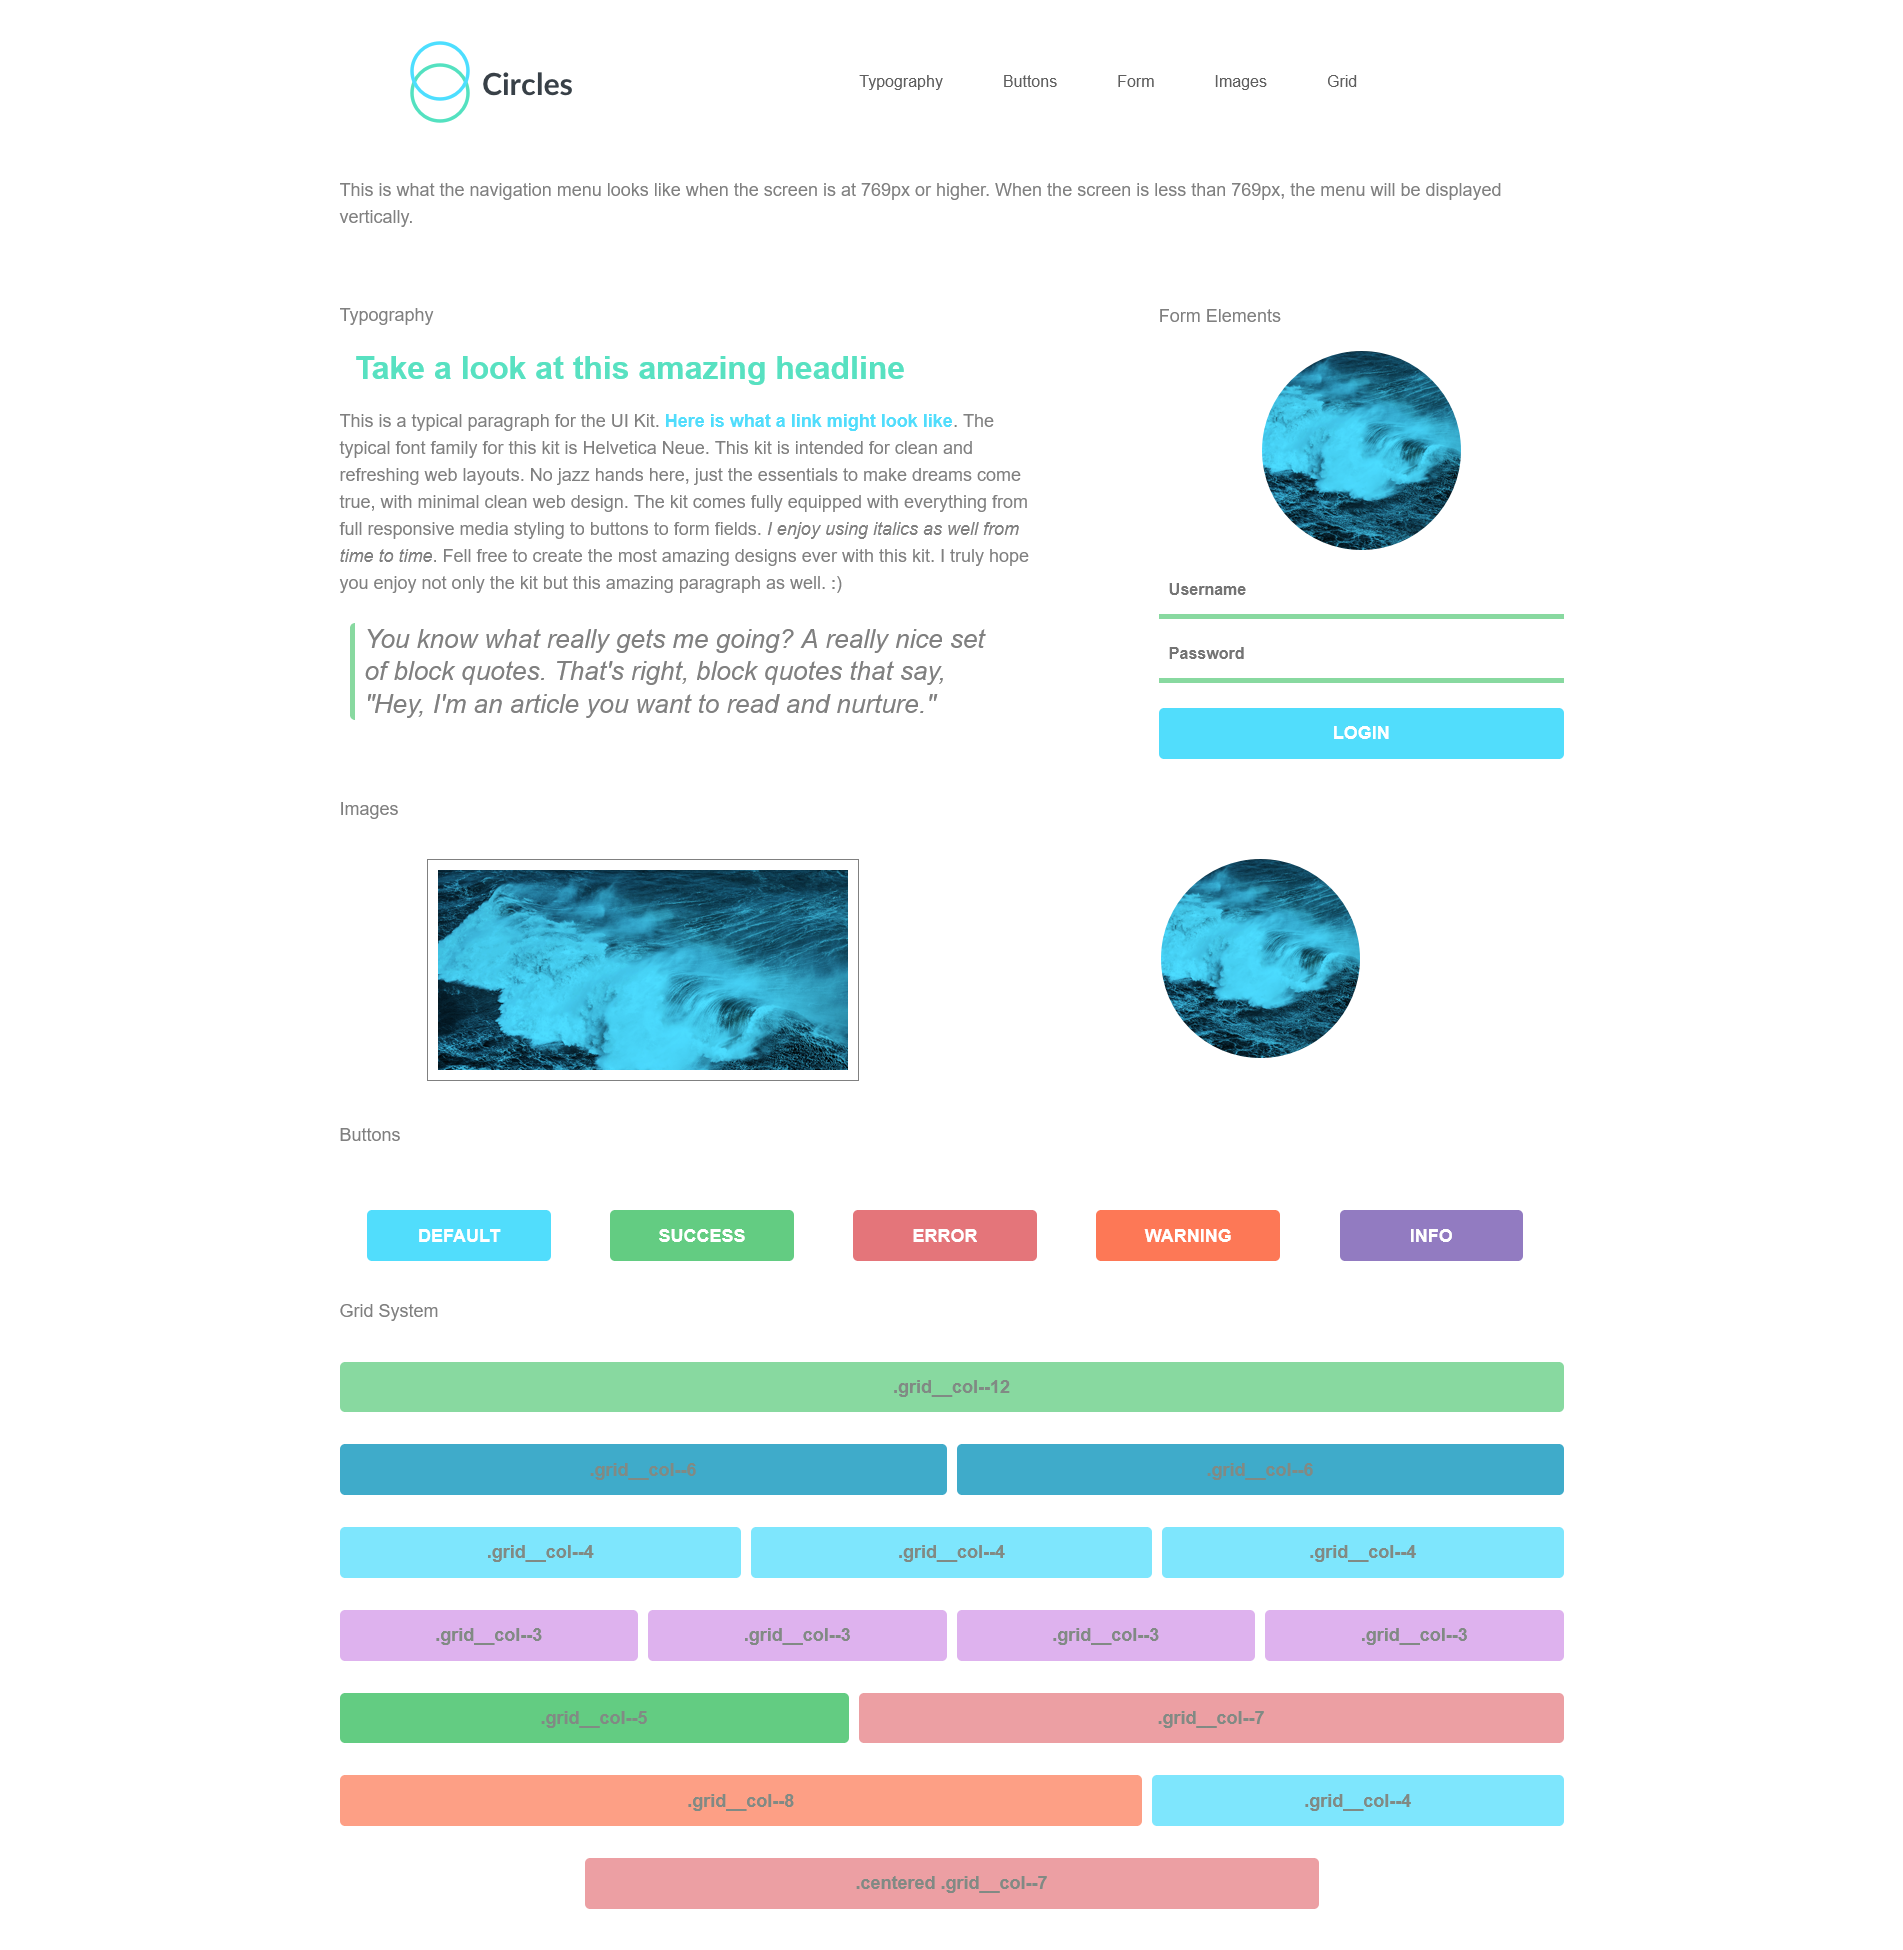 Circles
Typography Buttons Form Images Grid
This is what the navigation menu looks like when the screen is at 769px or higher. When the screen is less than 769px, the menu will be displayed
vertically.
Typography
Take a look at this amazing headline
This is a typical paragraph for the UI Kit. Here is what a link might look like. The
typical font family for this kit is Helvetica Neue. This kit is intended for clean and
refreshing web layouts. No jazz hands here, just the essentials to make dreams come
true, with minimal clean web design. The kit comes fully equipped with everything from
full responsive media styling to buttons to form fields. I enjoy using italics as well from
time to time. Fell free to create the most amazing designs ever with this kit. I truly hope
you enjoy not only the kit but this amazing paragraph as well. :)
You know what really gets me going? A really nice set
of block quotes. That's right, block quotes that say,
"Hey, I'm an article you want to read and nurture."
Form Elements
Username
Password
LOGIN
Images
Buttons
DEFAULT SUCCESS ERROR WARNING INFO
Grid System
.grid__col--12
.grid__col--6 .grid__col--6
.grid__col--4 .grid__col--4 .grid__col--4
.grid__col--3 .grid__col--3 .grid__col--3 .grid__col--3
.grid__col--5 .grid__col--7
.grid__col--8 .grid__col--4
.centered .grid__col--7